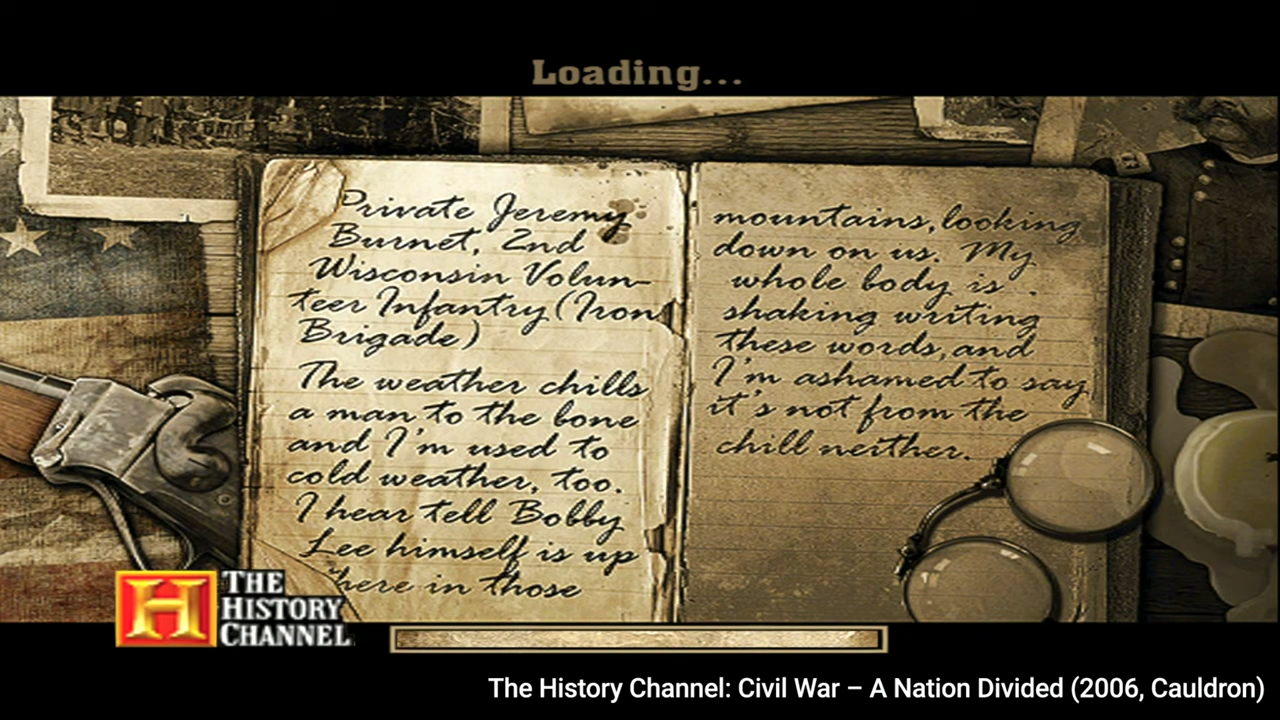 Loading...
Private Jeremy
Burnet, 2nd
Wisconsin Volun-
teer Infantry (Iron
Brigade)
The weather chills
a man to the bone
and I'm used to
cold weather, too.
I hear tell Bobby
Lee himself is up
there in those
mountains, looking
down on us. My
whole body is
shaking writing
these words, and
I'm ashamed to say
it's not from the
chill neither.
H
THE
HISTORY
CHANNEL
The History Channel: Civil War – A Nation Divided (2006, Cauldron)